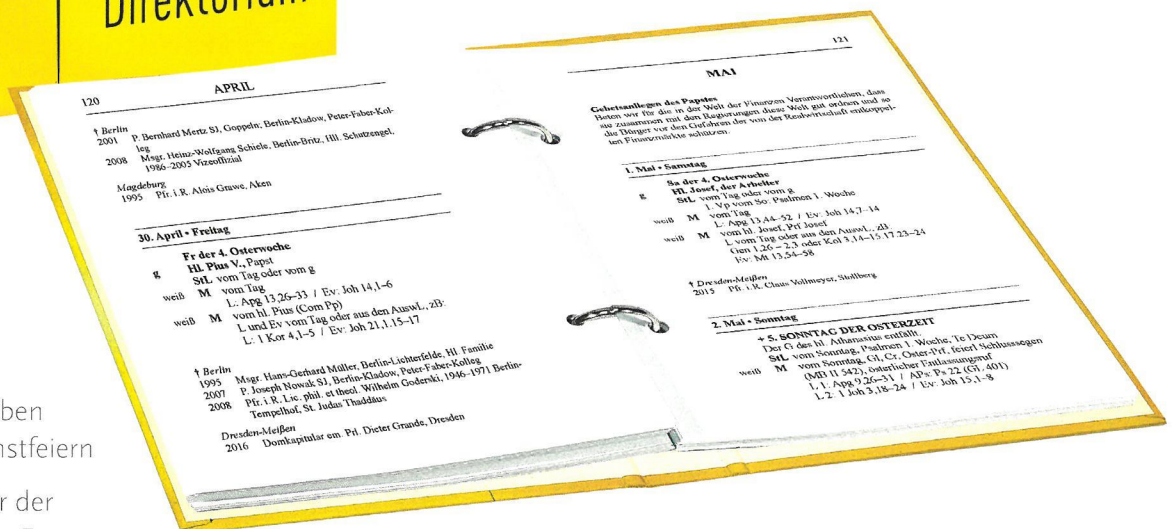 Direktorium
120
APRIL
† Berlin
2001 P. Bernhard Mertz SJ, Goppeln; Berlin-Kladow, Peter-Faber-Kol-
leg
2008 Msgr. Heinz-Wolfgang Schiele, Berlin-Britz, Hll. Schutzengel,
1986–2005 Vizeoffizial
Magdeburg
1995 Pfr. i.R. Alois Grawe, Aken
30. April • Freitag
Fr der 4. Osterwoche
g Hl. Pius V., Papst
StL vom Tag oder vom g
weiß M vom Tag
L: Apg 13,26–33 / Ev: Joh 14,1–6
weiß M vom hl. Pius (Com Pp)
L und Ev vom Tag oder aus den AuswL, zB:
L: 1 Kor 4,1–5 / Ev: Joh 21,1.15–17
† Berlin
1995 Msgr. Hans-Gerhard Müller, Berlin-Lichterfelde, Hl. Familie
2007 P. Joseph Nowak SJ, Berlin-Kladow, Peter-Faber-Kolleg
2008 Pfr. i.R. Lic. phil. et theol. Wilhelm Goderski, 1946–1971 Berlin-
Tempelhof, St. Judas Thaddäus
Dresden-Meißen
2016 Domkapitular em. Prl. Dieter Grande, Dresden
121
MAI
Gebetsanliegen des Papstes
Beten wir für die in der Welt der Finanzen Verantwortlichen, dass
sie zusammen mit den Regierungen diese Welt gut ordnen und so
die Bürger vor den Gefahren der von der Realwirtschaft entkoppel-
ten Finanzmärkte schützen.
1. Mai • Samstag
Sa der 4. Osterwoche
g Hl. Josef, der Arbeiter
StL vom Tag oder vom g
1. Vp vom So: Psalmen 1. Woche
weiß M vom Tag
L: Apg 13,44–52 / Ev: Joh 14,7–14
weiß M vom hl. Josef, Prf Josef
L vom Tag oder aus den AuswL, zB:
Gen 1,26 – 2,3 oder Kol 3,14–15.17.23–24
Ev: Mt 13,54–58
† Dresden-Meißen
2015 Pfr. i.R. Claus Vollmeyer, Stollberg
2. Mai • Sonntag
+ 5. SONNTAG DER OSTERZEIT
Der G des hl. Athanasius entfällt.
StL vom Sonntag, Psalmen 1. Woche, Te Deum
weiß M vom Sonntag, Gl, Cr, Oster-Prf, feierl Schlusssegen
(MB II 542), österlicher Entlassungsruf
L 1: Apg 9,26–31 / APs: Ps 22 (GL 401)
L 2: 1 Joh 3,18–24 / Ev: Joh 15,1–8
ben
nstfeiern
r der